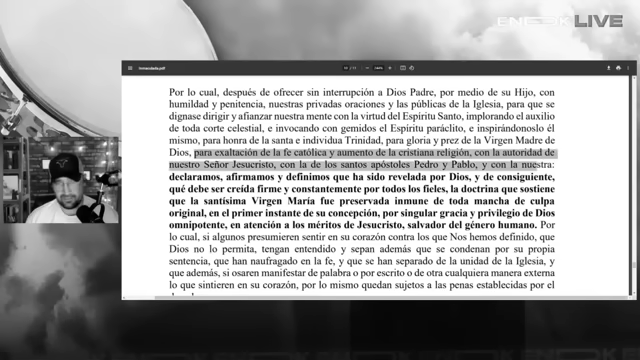 EN LIVE
inmaculada.pdf
Por lo cual, después de ofrecer sin interrupción a Dios Padre, por medio de su Hijo, con
humildad y penitencia, nuestras privadas oraciones y las públicas de la Iglesia, para que se
dignase dirigir y afianzar nuestra mente con la virtud del Espíritu Santo, implorando el auxilio
de toda corte celestial, e invocando con gemidos el Espíritu paráclito, e inspirándonoslo él
mismo, para honra de la santa e individua Trinidad, para gloria y prez de la Virgen Madre de
Dios, para exaltación de la fe católica y aumento de la cristiana religión, con la autoridad de
nuestro Señor Jesucristo, con la de los santos apóstoles Pedro y Pablo, y con la nuestra:
declaramos, afirmamos y definimos que ha sido revelada por Dios, y de consiguiente,
qué debe ser creída firme y constantemente por todos los fieles, la doctrina que sostiene
que la santísima Virgen María fue preservada inmune de toda mancha de culpa
original, en el primer instante de su concepción, por singular gracia y privilegio de Dios
omnipotente, en atención a los méritos de Jesucristo, salvador del género humano. Por
lo cual, si algunos presumieren sentir en su corazón contra los que Nos hemos definido, que
Dios no lo permita, tengan entendido y sepan además que se condenan por su propia
sentencia, que han naufragado en la fe, y que se han separado de la unidad de la Iglesia, y
que además, si osaren manifestar de palabra o por escrito o de otra cualquiera manera externa
lo que sintieren en su corazón, por lo mismo quedan sujetos a las penas establecidas por el